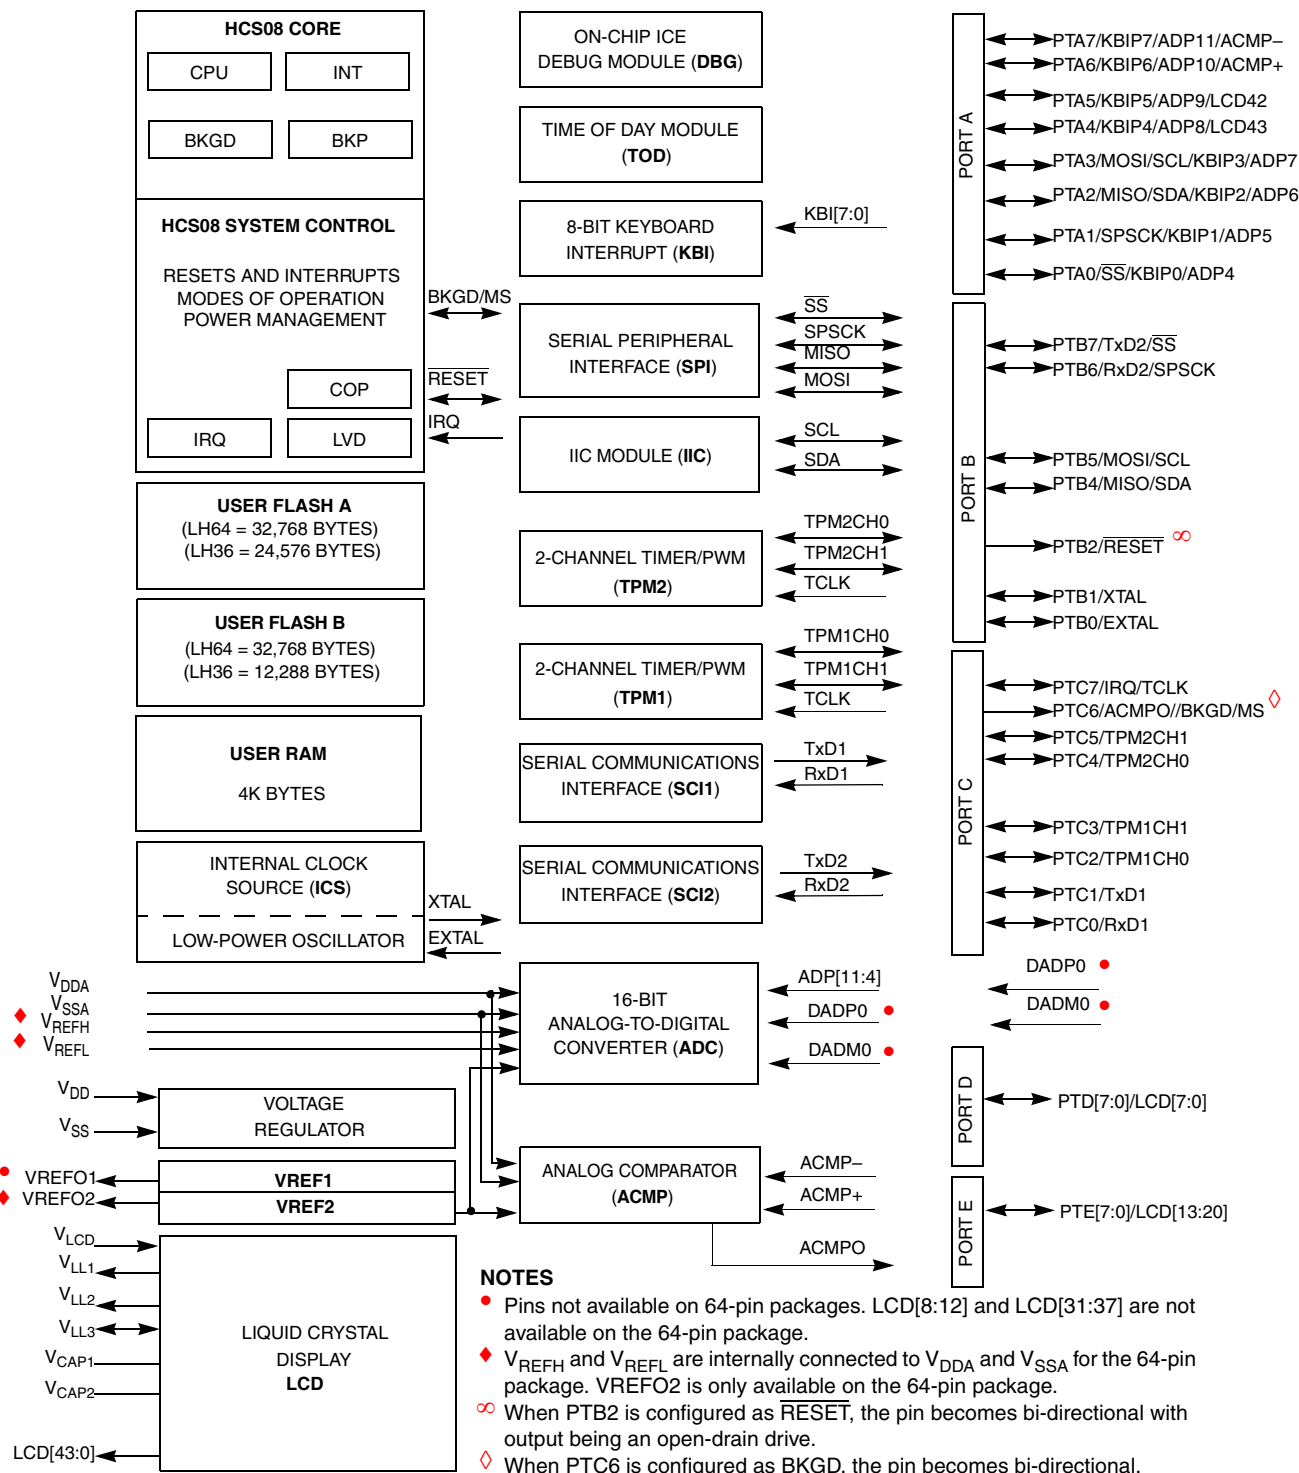 HCS08 CORE
CPU
INT
BKGD
BKP
HCS08 SYSTEM CONTROL
RESETS AND INTERRUPTS
MODES OF OPERATION
POWER MANAGEMENT
COP
IRQ
LVD
BKGD/MS
RESET
IRQ
USER FLASH A
(LH64 = 32,768 BYTES)
(LH36 = 24,576 BYTES)
USER FLASH B
(LH64 = 32,768 BYTES)
(LH36 = 12,288 BYTES)
USER RAM
4K BYTES
INTERNAL CLOCK
SOURCE (ICS)
LOW-POWER OSCILLATOR
XTAL
EXTAL
VDDA
VSSA
♦ VREFH
♦ VREFL
VDD
VSS
VOLTAGE
REGULATOR
• VREFO1
♦ VREFO2
VREF1
VREF2
VLCD
VLL1
VLL2
VLL3
VCAP1
VCAP2
LCD[43:0]
LIQUID CRYSTAL
DISPLAY
LCD
ON-CHIP ICE
DEBUG MODULE (DBG)
TIME OF DAY MODULE
(TOD)
8-BIT KEYBOARD
INTERRUPT (KBI)
KBI[7:0]
SERIAL PERIPHERAL
INTERFACE (SPI)
SS
SPSCK
MISO
MOSI
IIC MODULE (IIC)
SCL
SDA
2-CHANNEL TIMER/PWM
(TPM2)
TPM2CH0
TPM2CH1
TCLK
2-CHANNEL TIMER/PWM
(TPM1)
TPM1CH0
TPM1CH1
TCLK
SERIAL COMMUNICATIONS
INTERFACE (SCI1)
TxD1
RxD1
SERIAL COMMUNICATIONS
INTERFACE (SCI2)
TxD2
RxD2
16-BIT
ANALOG-TO-DIGITAL
CONVERTER (ADC)
ADP[11:4]
DADP0 •
DADM0 •
ANALOG COMPARATOR
(ACMP)
ACMP–
ACMP+
ACMPO
PORT A
PTA7/KBIP7/ADP11/ACMP–
PTA6/KBIP6/ADP10/ACMP+
PTA5/KBIP5/ADP9/LCD42
PTA4/KBIP4/ADP8/LCD43
PTA3/MOSI/SCL/KBIP3/ADP7
PTA2/MISO/SDA/KBIP2/ADP6
PTA1/SPSCK/KBIP1/ADP5
PTA0/SS/KBIP0/ADP4
PORT B
PTB7/TxD2/SS
PTB6/RxD2/SPSCK
PTB5/MOSI/SCL
PTB4/MISO/SDA
PTB2/RESET ∞
PTB1/XTAL
PTB0/EXTAL
PORT C
PTC7/IRQ/TCLK
PTC6/ACMPO//BKGD/MS ◊
PTC5/TPM2CH1
PTC4/TPM2CH0
PTC3/TPM1CH1
PTC2/TPM1CH0
PTC1/TxD1
PTC0/RxD1
DADP0 •
DADM0 •
PORT D
PTD[7:0]/LCD[7:0]
PORT E
PTE[7:0]/LCD[13:20]
NOTES
• Pins not available on 64-pin packages. LCD[8:12] and LCD[31:37] are not
available on the 64-pin package.
♦ VREFH and VREFL are internally connected to VDDA and VSSA for the 64-pin
package. VREFO2 is only available on the 64-pin package.
∞ When PTB2 is configured as RESET, the pin becomes bi-directional with
output being an open-drain drive.
◊ When PTC6 is configured as BKGD, the pin becomes bi-directional.